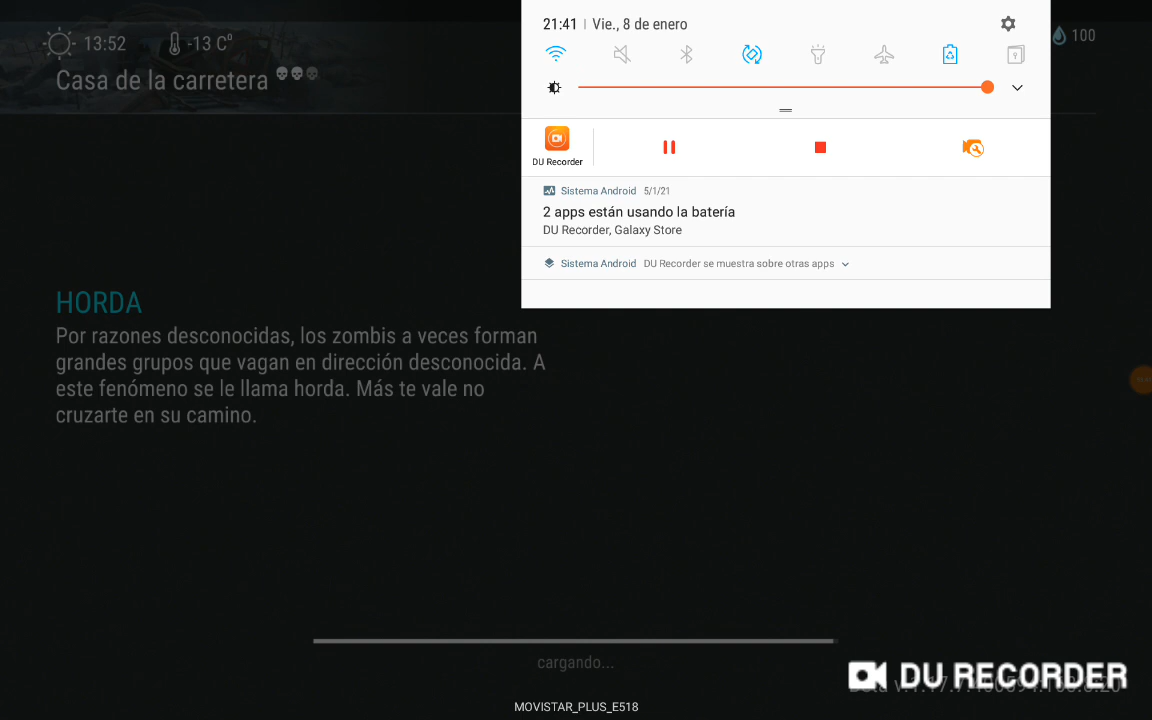 13:52
-13 C°
Casa de la carretera
21:41 | Vie., 8 de enero
100
DU Recorder
Sistema Android 5/1/21
2 apps están usando la batería
DU Recorder, Galaxy Store
Sistema Android DU Recorder se muestra sobre otras apps
HORDA
Por razones desconocidas, los zombis a veces forman
grandes grupos que vagan en dirección desconocida. A
este fenómeno se le llama horda. Más te vale no
cruzarte en su camino.
cargando...
DU RECORDER
MOVISTAR_PLUS_E518